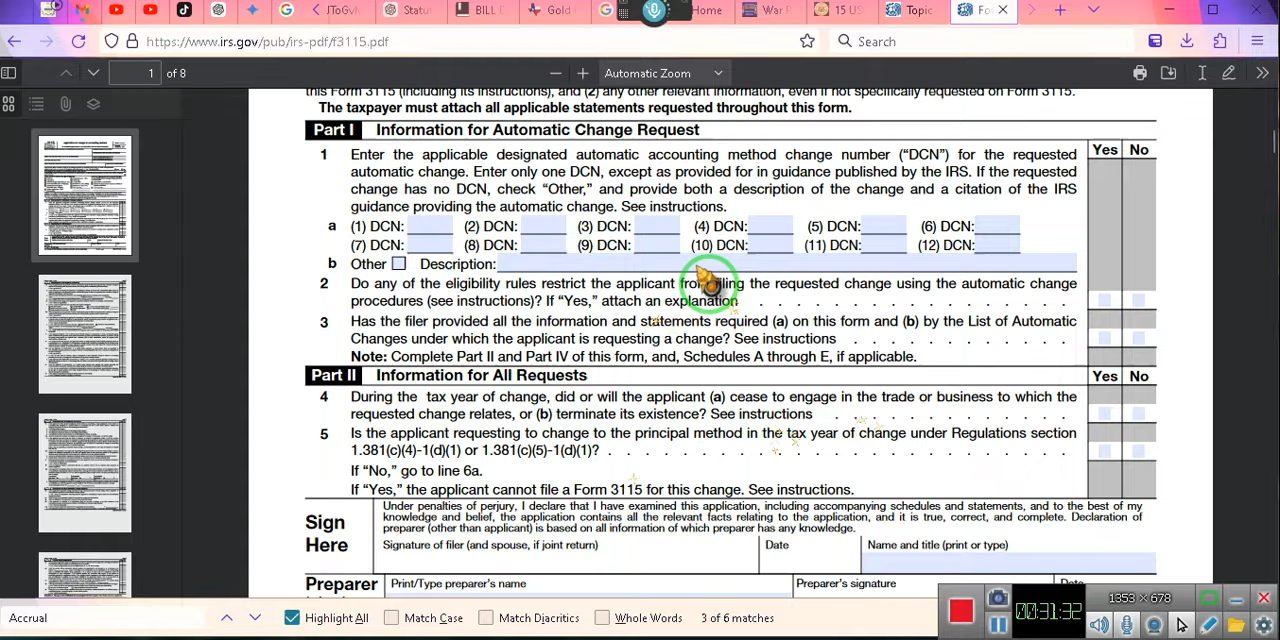 JToGvM
Statut
BILL D
Gold
Home
War R
15 US
Topic
Fo
https://www.irs.gov/pub/irs-pdf/f3115.pdf
Search
1 of 8
Automatic Zoom
this Form 3115 (including its instructions), and (2) any other relevant information, even if not specifically requested on Form 3115.
The taxpayer must attach all applicable statements requested throughout this form.
Part I Information for Automatic Change Request
Yes No
1 Enter the applicable designated automatic accounting method change number (“DCN”) for the requested
automatic change. Enter only one DCN, except as provided for in guidance published by the IRS. If the requested
change has no DCN, check “Other,” and provide both a description of the change and a citation of the IRS
guidance providing the automatic change. See instructions.
a (1) DCN: (2) DCN: (3) DCN: (4) DCN: (5) DCN: (6) DCN:
(7) DCN: (8) DCN: (9) DCN: (10) DCN: (11) DCN: (12) DCN:
b Other Description:
2 Do any of the eligibility rules restrict the applicant from filing the requested change using the automatic change
procedures (see instructions)? If “Yes,” attach an explanation . . . . . . . . . . . . . . . .
3 Has the filer provided all the information and statements required (a) on this form and (b) by the List of Automatic
Changes under which the applicant is requesting a change? See instructions . . . . . . . . . . .
Note: Complete Part II and Part IV of this form, and, Schedules A through E, if applicable.
Part II Information for All Requests
Yes No
4 During the tax year of change, did or will the applicant (a) cease to engage in the trade or business to which the
requested change relates, or (b) terminate its existence? See instructions . . . . . . . . . . .
5 Is the applicant requesting to change to the principal method in the tax year of change under Regulations section
1.381(c)(4)-1(d)(1) or 1.381(c)(5)-1(d)(1)? . . . . . . . . . . . . . . . . . . . . . . .
If “No,” go to line 6a.
If “Yes,” the applicant cannot file a Form 3115 for this change. See instructions.
Sign
Here
Under penalties of perjury, I declare that I have examined this application, including accompanying schedules and statements, and to the best of my
knowledge and belief, the application contains all the relevant facts relating to the application, and it is true, correct, and complete. Declaration of
preparer (other than applicant) is based on all information of which preparer has any knowledge.
Signature of filer (and spouse, if joint return) Date Name and title (print or type)
Preparer Print/Type preparer’s name Preparer’s signature Date
1353 × 678
00:31:32
Accrual
Highlight All Match Case Match Diacritics Whole Words 3 of 6 matches